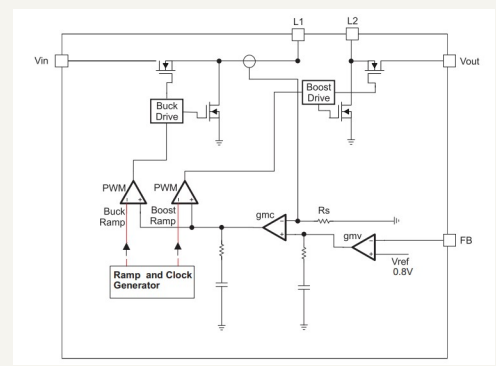 L1 L2
Vin
Vout
Buck
Drive
Boost
Drive
PWM
PWM
Buck
Ramp
Boost
Ramp
gmc
Rs
gmv
FB
Vref
0.8V
Ramp and Clock
Generator